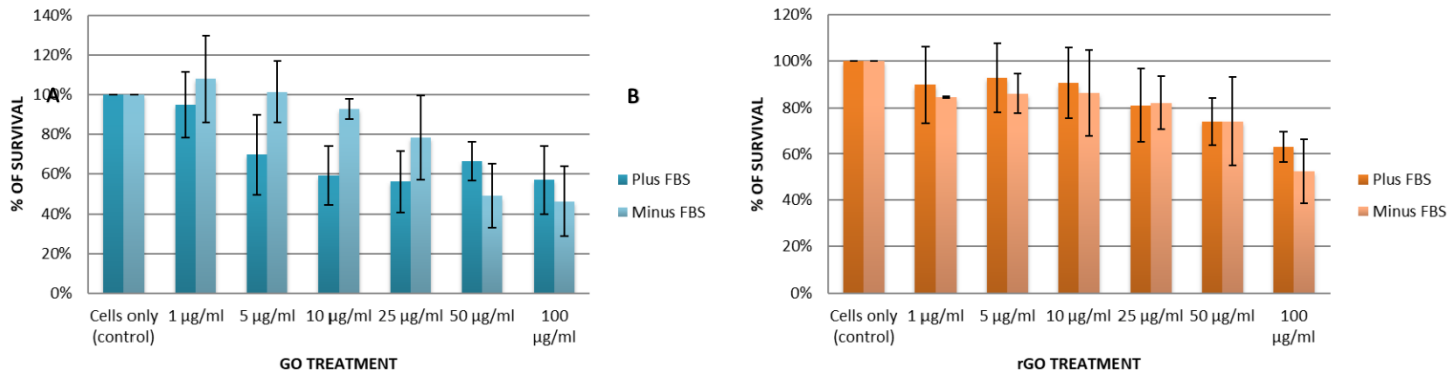 140%
120%
100%
80%
60%
40%
20%
0%
% OF SURVIVAL
A
Cells only (control)
1 µg/ml
5 µg/ml
10 µg/ml
25 µg/ml
50 µg/ml
100 µg/ml
GO TREATMENT
Plus FBS
Minus FBS
B
120%
100%
80%
60%
40%
20%
0%
% OF SURVIVAL
Cells only (control)
1 µg/ml
5 µg/ml
10 µg/ml
25 µg/ml
50 µg/ml
100 µg/ml
rGO TREATMENT
Plus FBS
Minus FBS